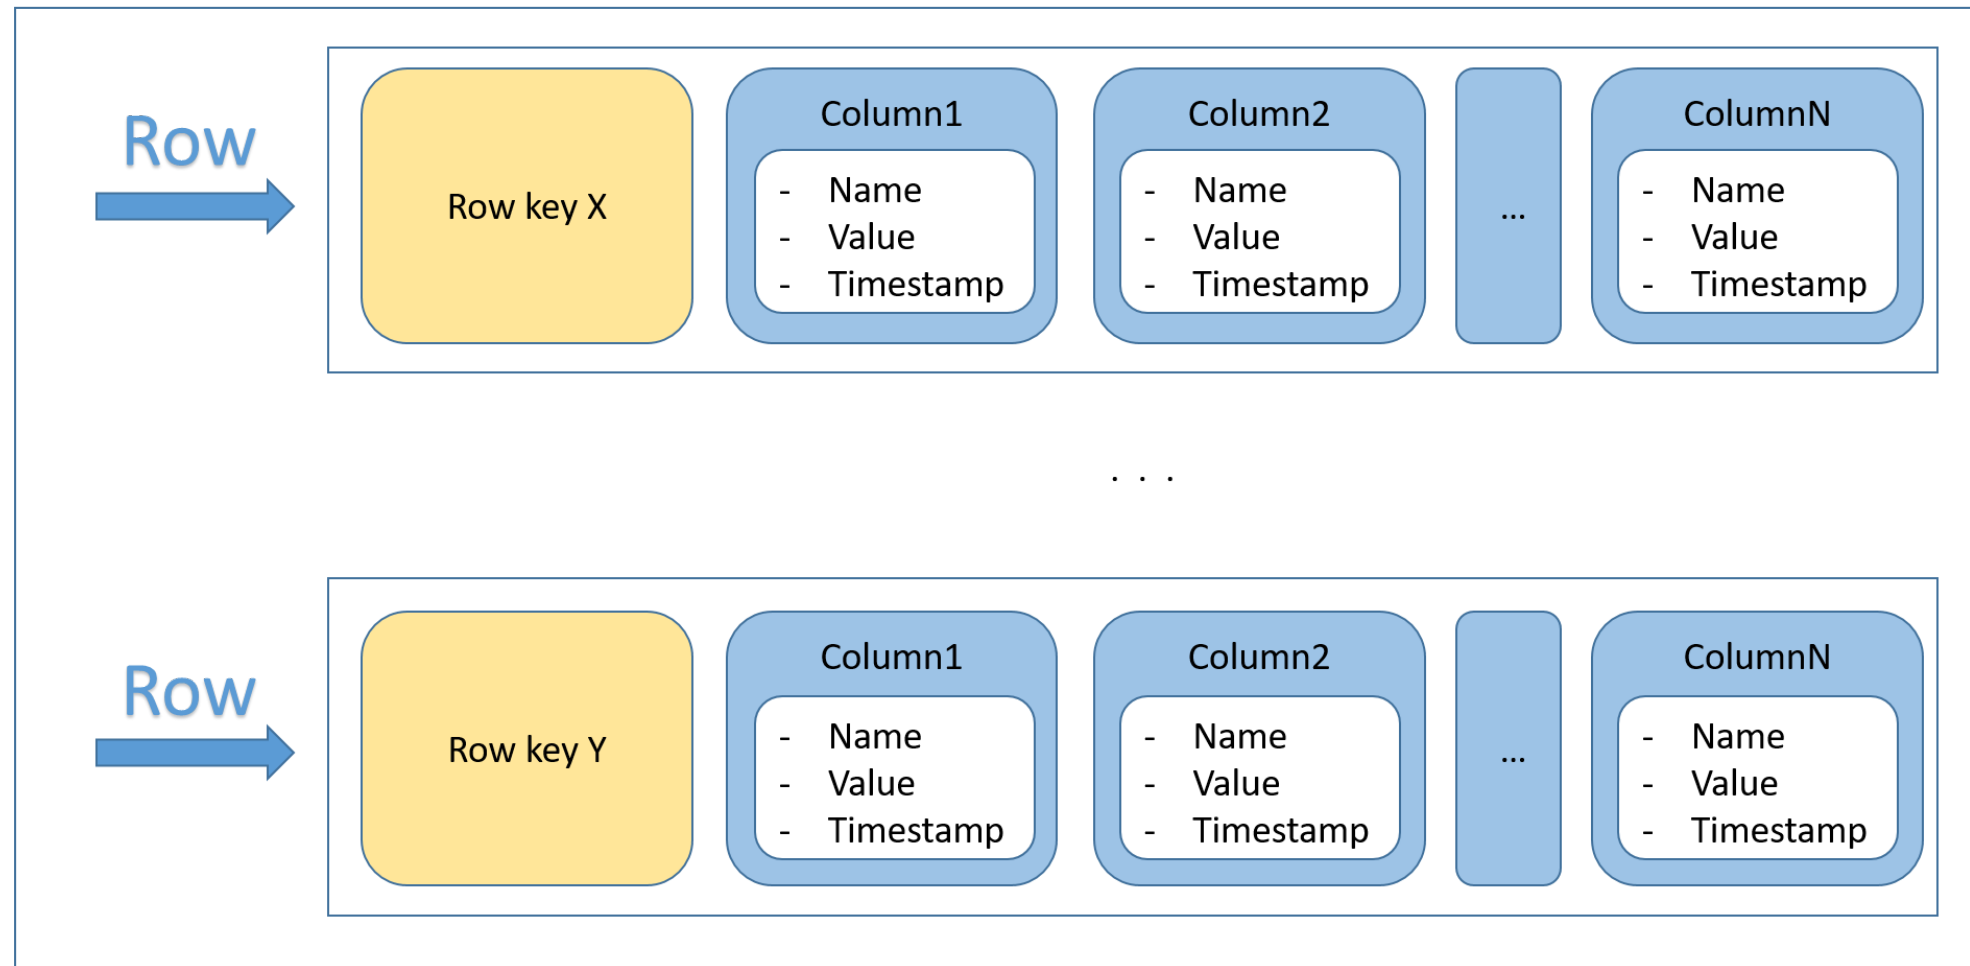 Row
Row key X
Column1
- Name
- Value
- Timestamp
Column2
- Name
- Value
- Timestamp
...
ColumnN
- Name
- Value
- Timestamp
. . .
Row
Row key Y
Column1
- Name
- Value
- Timestamp
Column2
- Name
- Value
- Timestamp
...
ColumnN
- Name
- Value
- Timestamp